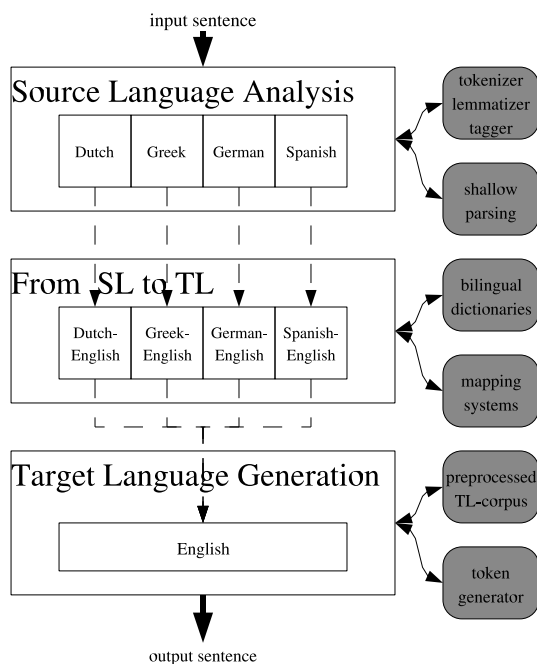 input sentence
Source Language Analysis
Dutch
Greek
German
Spanish
tokenizer
lemmatizer
tagger
shallow
parsing
From SL to TL
Dutch-
English
Greek-
English
German-
English
Spanish-
English
bilingual
dictionaries
mapping
systems
Target Language Generation
English
preprocessed
TL-corpus
token
generator
output sentence